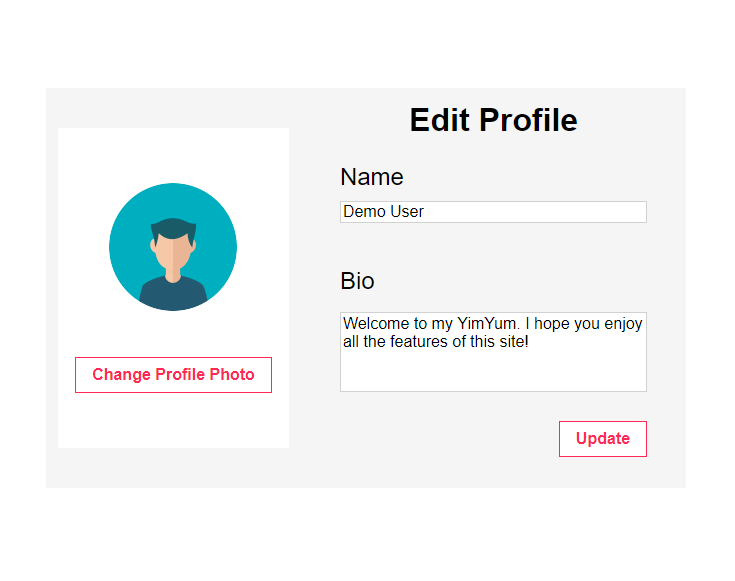 Edit Profile
Name
Demo User
Bio
Welcome to my YimYum. I hope you enjoy
all the features of this site!
Change Profile Photo
Update